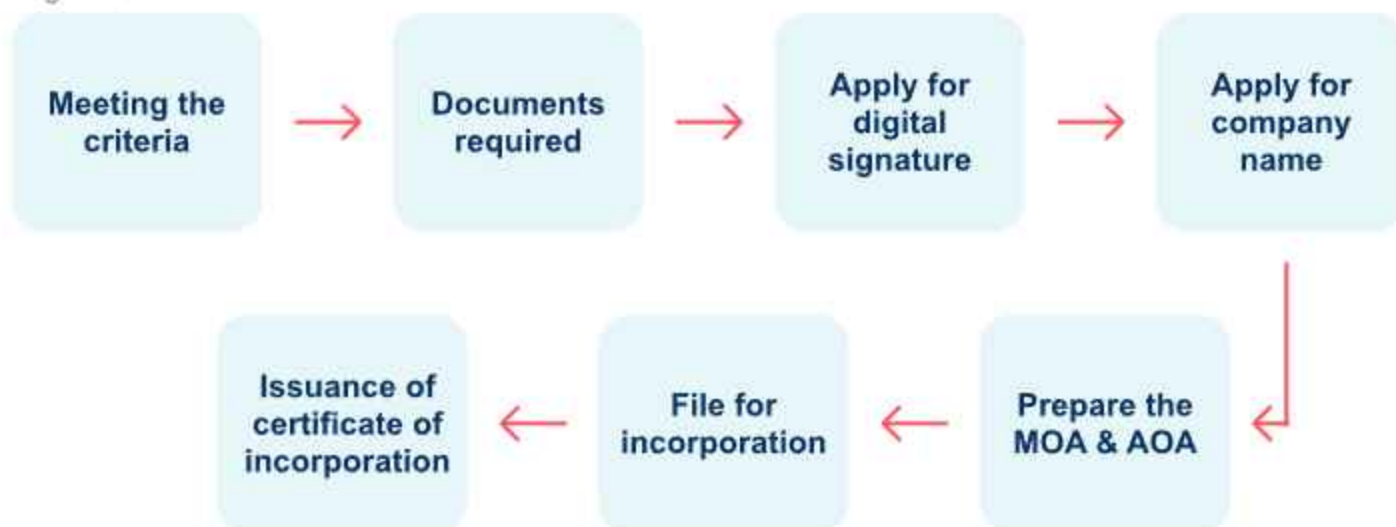 Meeting the
criteria
Documents
required
Apply for
digital
signature
Apply for
company
name
Prepare the
MOA & AOA
File for
incorporation
Issuance of
certificate of
incorporation